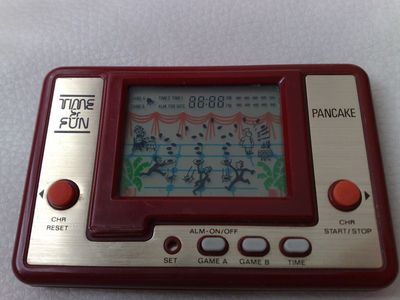 TIME
&
FUN
PANCAKE
88:88
CHR
RESET
ALM-ON/OFF
SET
GAME A
GAME B
TIME
CHR
START/STOP